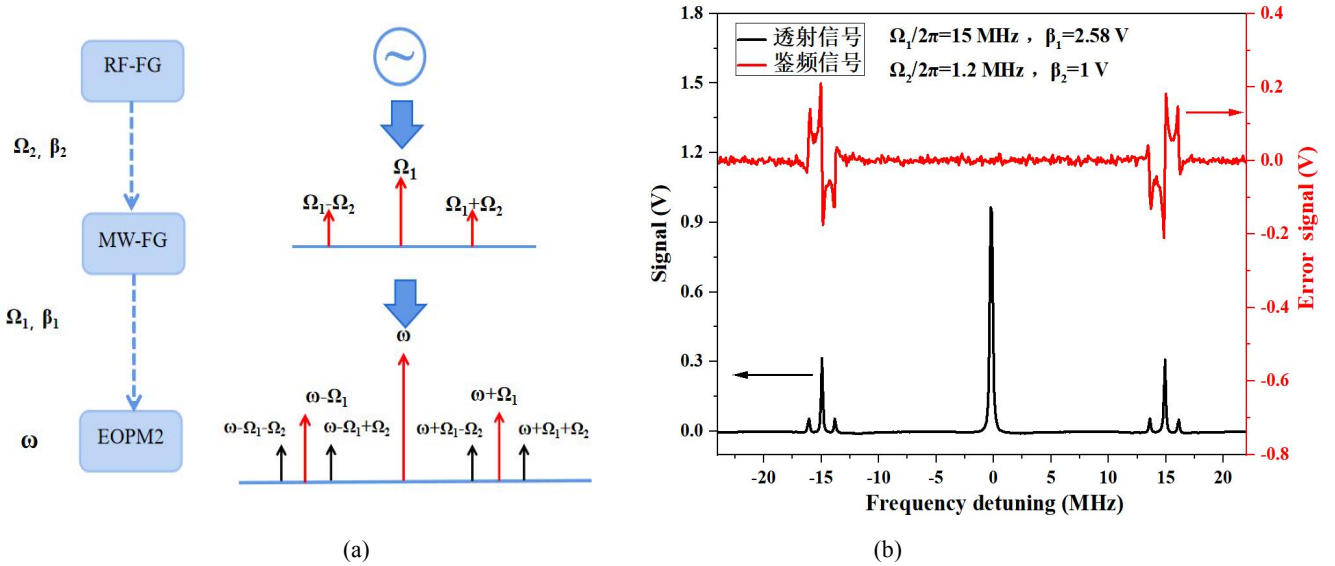 RF-FG
Ω₂, β₂
MW-FG
Ω₁, β₁
EOPM2
ω
~
Ω₁
Ω₁-Ω₂
Ω₁+Ω₂
ω
ω-Ω₁
ω+Ω₁
ω-Ω₁-Ω₂
ω-Ω₁+Ω₂
ω+Ω₁-Ω₂
ω+Ω₁+Ω₂
(a)
透射信号
鉴频信号
Ω₁/2π=15 MHz ,  β₁=2.58 V
Ω₂/2π=1.2 MHz ,  β₂=1 V
1.8
1.5
1.2
0.9
0.6
0.3
0.0
Signal (V)
-20
-15
-10
-5
0
5
10
15
20
Frequency detuning (MHz)
0.4
0.2
0.0
-0.2
-0.4
-0.6
-0.8
Error signal (V)
(b)